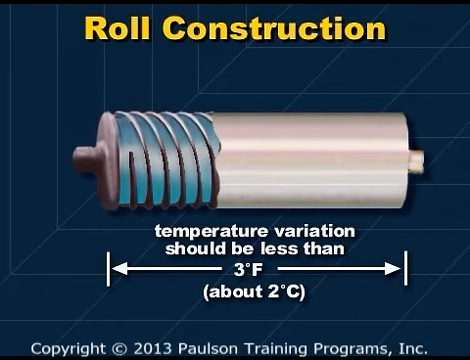 Roll Construction
temperature variation
should be less than
3°F
(about 2°C)
Copyright © 2013 Paulson Training Programs, Inc.